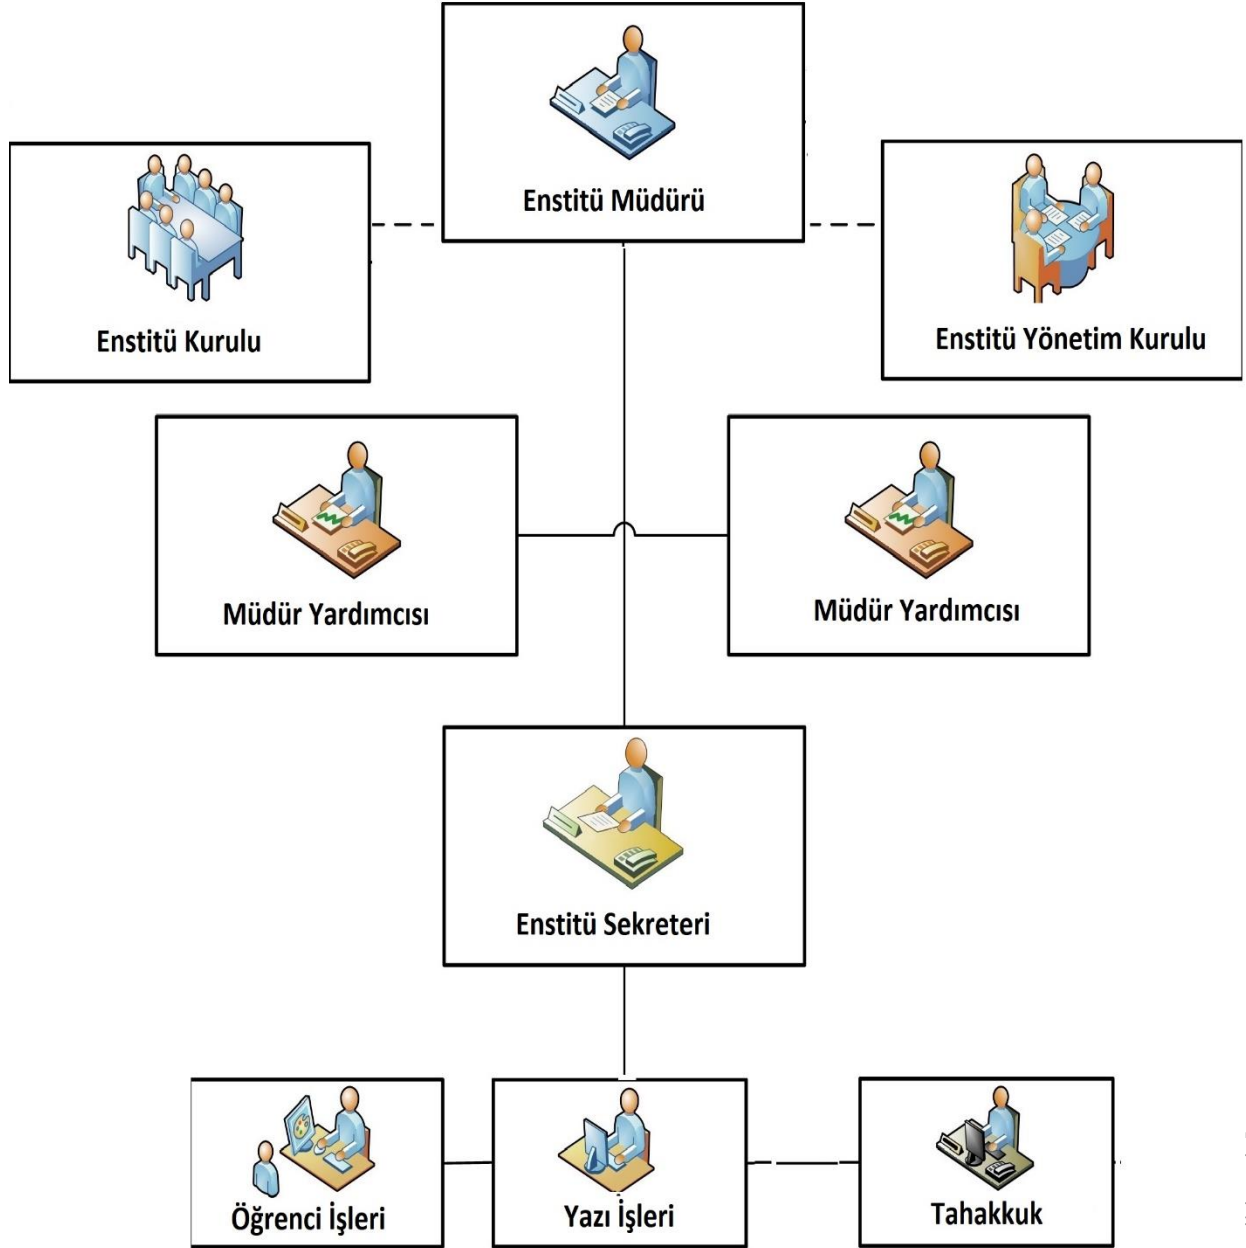 Enstitü Müdürü
Enstitü Kurulu
Enstitü Yönetim Kurulu
Müdür Yardımcısı
Müdür Yardımcısı
Enstitü Sekreteri
Öğrenci İşleri
Yazı İşleri
Tahakkuk